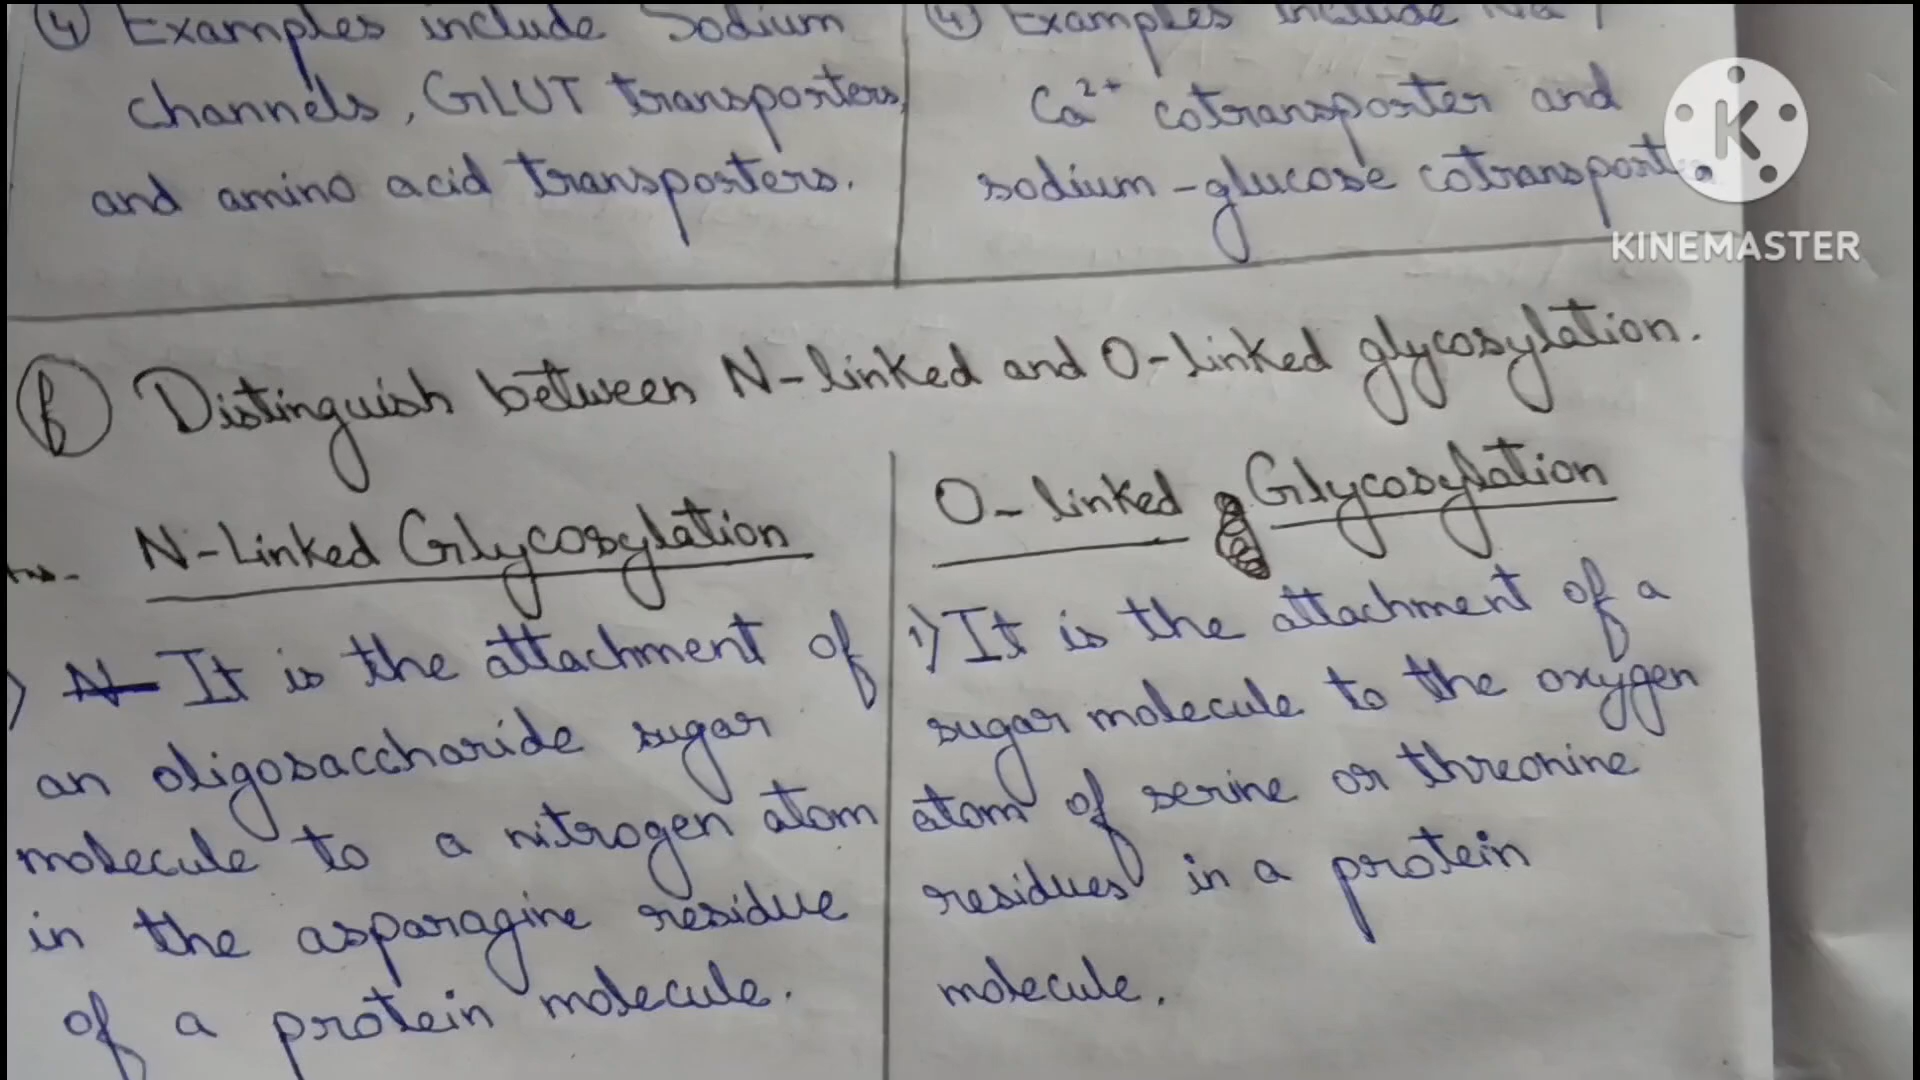 (4) Examples include Sodium
channels, GLUT transporters,
and amino acid transporters.
(4) Examples include Na+/
Ca2+ cotransporter and
sodium-glucose cotransporter
KINEMASTER
(f) Distinguish between N-linked and O-linked glycosylation.
Ans. N-Linked Glycosylation
) It is the attachment of
an oligosaccharide sugar
molecule to a nitrogen atom
in the asparagine residue
of a protein molecule.
O-linked Glycosylation
1) It is the attachment of a
sugar molecule to the oxygen
atom of serine or threonine
residues in a protein
molecule.